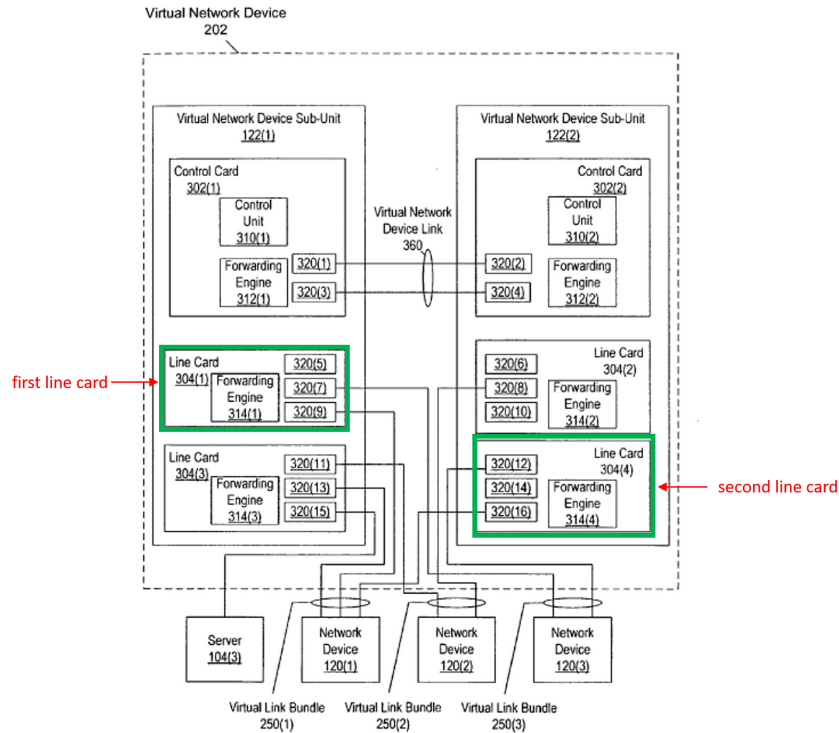 Virtual Network Device
202
Virtual Network Device Sub-Unit
122(1)
Control Card
302(1)
Control
Unit
310(1)
Forwarding
Engine
312(1)
320(1)
320(3)
Virtual Network
Device Link
360
Virtual Network Device Sub-Unit
122(2)
Control Card
302(2)
Control
Unit
310(2)
320(2)
320(4)
Forwarding
Engine
312(2)
first line card
Line Card
304(1)
Forwarding
Engine
314(1)
320(5)
320(7)
320(9)
320(6)
320(8)
320(10)
Line Card
304(2)
Forwarding
Engine
314(2)
Line Card
304(3)
Forwarding
Engine
314(3)
320(11)
320(13)
320(15)
320(12)
320(14)
320(16)
Line Card
304(4)
Forwarding
Engine
314(4)
second line card
Server
104(3)
Network
Device
120(1)
Network
Device
120(2)
Network
Device
120(3)
Virtual Link Bundle
250(1)
Virtual Link Bundle
250(2)
Virtual Link Bundle
250(3)